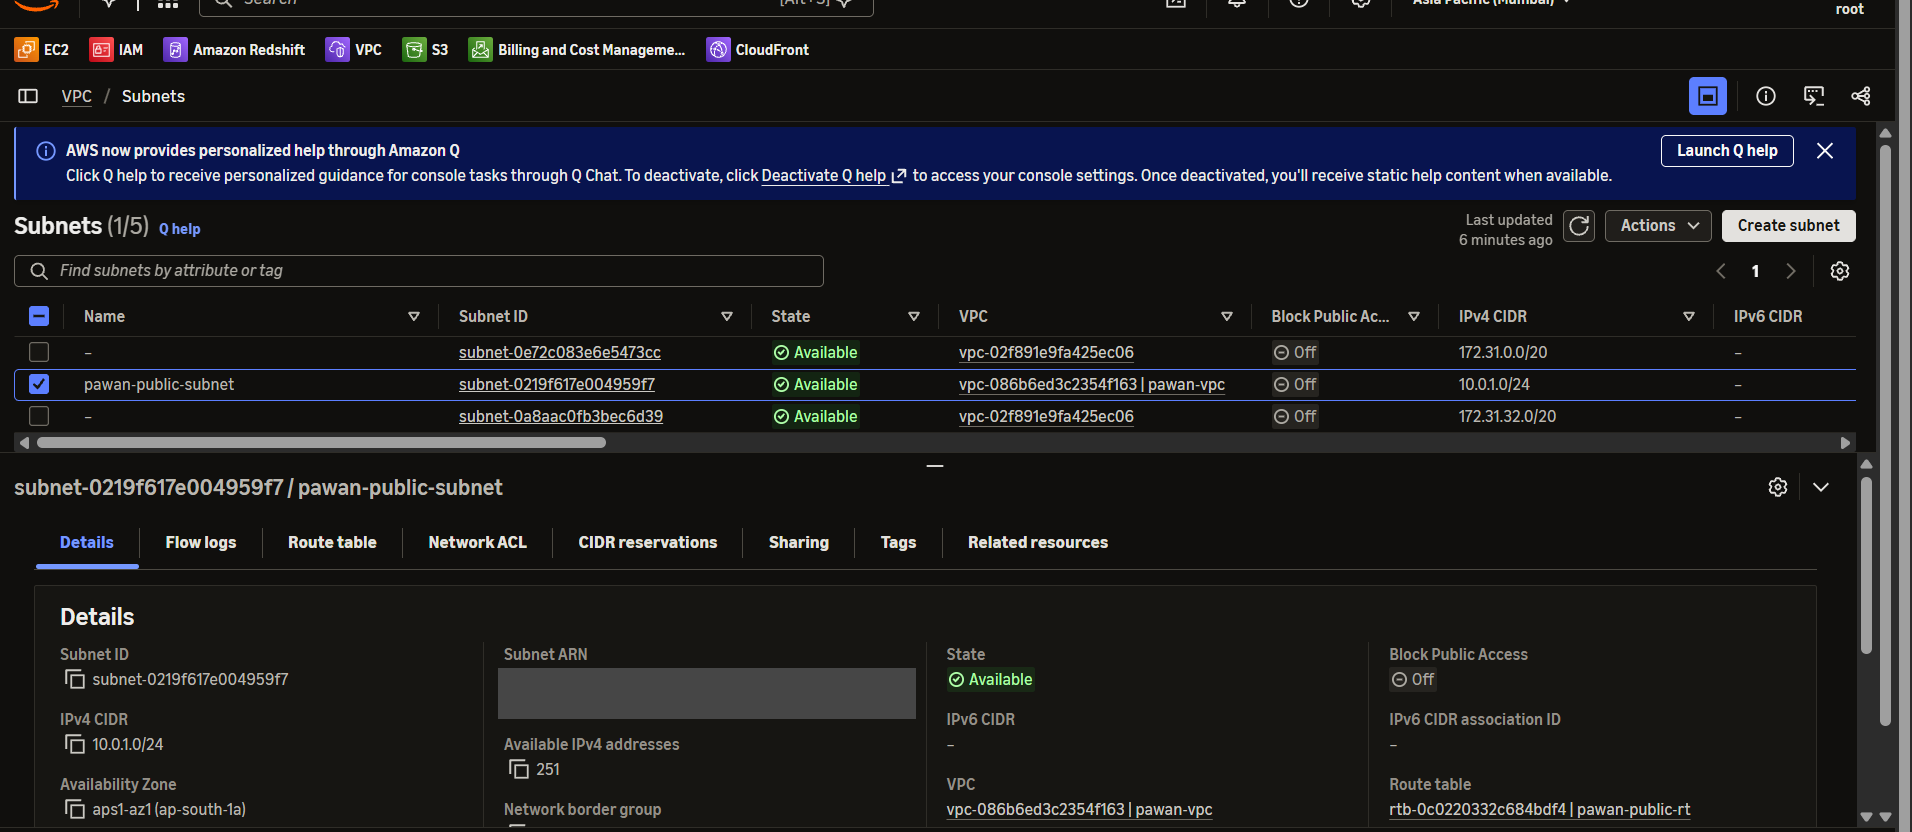 Search [Alt+S] Asia Pacific (Mumbai)
root
EC2 IAM Amazon Redshift VPC S3 Billing and Cost Manageme... CloudFront
VPC / Subnets
AWS now provides personalized help through Amazon Q
Click Q help to receive personalized guidance for console tasks through Q Chat. To deactivate, click Deactivate Q help to access your console settings. Once deactivated, you'll receive static help content when available.
Launch Q help
Subnets (1/5) Q help
Last updated
6 minutes ago
Actions
Create subnet
Find subnets by attribute or tag
1
Name Subnet ID State VPC Block Public Ac... IPv4 CIDR IPv6 CIDR
– subnet-0e72c083e6e5473cc Available vpc-02f891e9fa425ec06 Off 172.31.0.0/20 –
pawan-public-subnet subnet-0219f617e004959f7 Available vpc-086b6ed3c2354f163 | pawan-vpc Off 10.0.1.0/24 –
– subnet-0a8aac0fb3bec6d39 Available vpc-02f891e9fa425ec06 Off 172.31.32.0/20 –
subnet-0219f617e004959f7 / pawan-public-subnet
Details Flow logs Route table Network ACL CIDR reservations Sharing Tags Related resources
Details
Subnet ID
subnet-0219f617e004959f7
IPv4 CIDR
10.0.1.0/24
Availability Zone
aps1-az1 (ap-south-1a)
Subnet ARN
Available IPv4 addresses
251
Network border group
State
Available
IPv6 CIDR
–
VPC
vpc-086b6ed3c2354f163 | pawan-vpc
Block Public Access
Off
IPv6 CIDR association ID
–
Route table
rtb-0c0220332c684bdf4 | pawan-public-rt